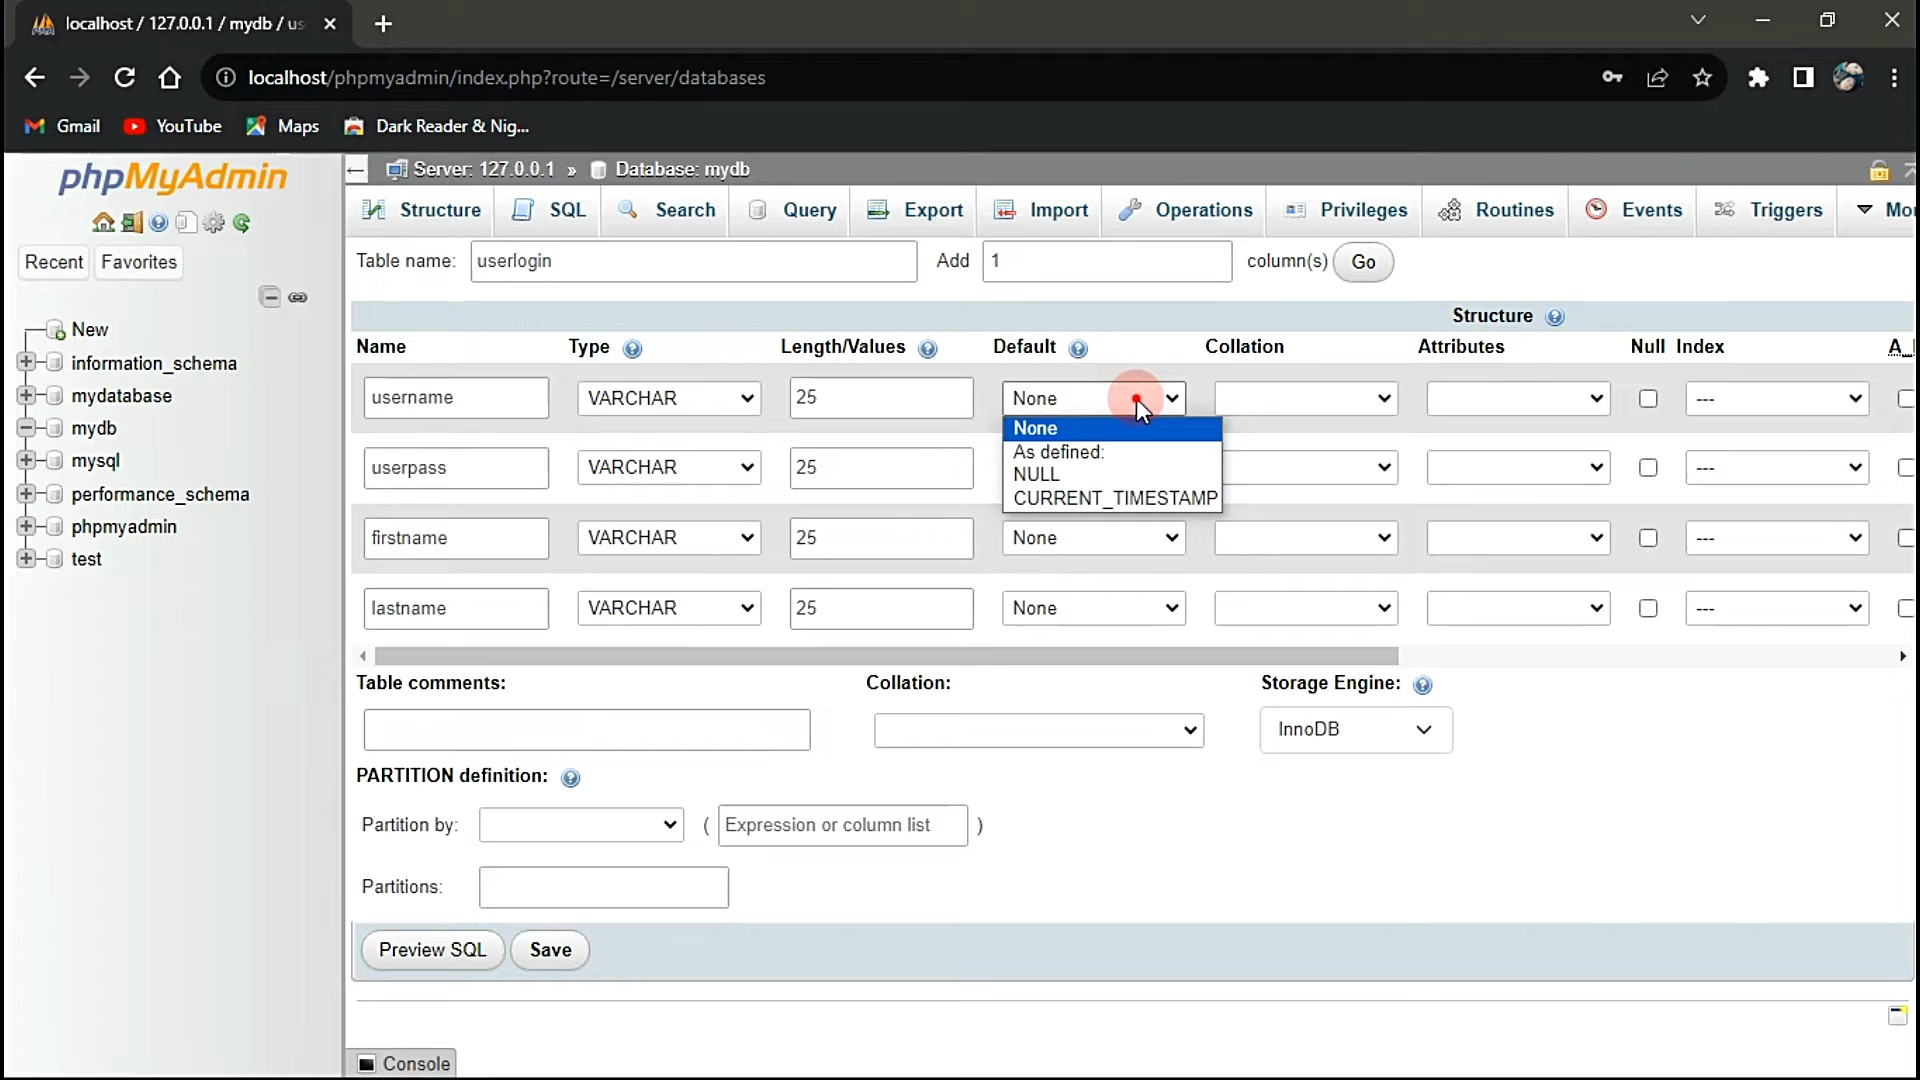 localhost / 127.0.0.1 / mydb / us
localhost/phpmyadmin/index.php?route=/server/databases
Gmail YouTube Maps Dark Reader & Nig...
phpMyAdmin
Recent Favorites
New
information_schema
mydatabase
mydb
mysql
performance_schema
phpmyadmin
test
Server: 127.0.0.1 » Database: mydb
Structure SQL Search Query Export Import Operations Privileges Routines Events Triggers Mor
Table name: userlogin Add 1 column(s) Go
Structure
Name Type Length/Values Default Collation Attributes Null Index A_I
username VARCHAR 25 None ---
None
As defined:
NULL
CURRENT_TIMESTAMP
userpass VARCHAR 25 ---
firstname VARCHAR 25 None ---
lastname VARCHAR 25 None ---
Table comments: Collation: Storage Engine:
InnoDB
PARTITION definition:
Partition by: ( Expression or column list )
Partitions:
Preview SQL Save
Console